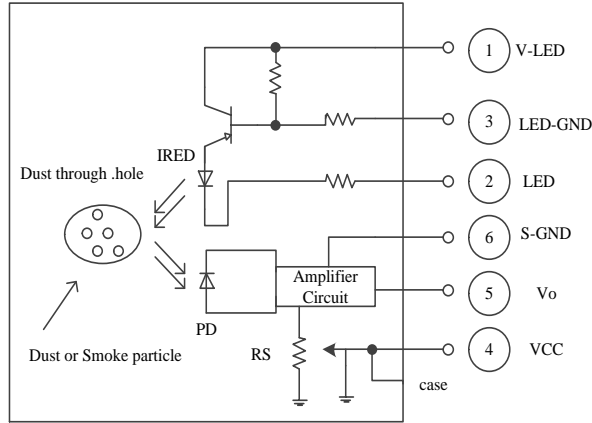 1 V-LED
3 LED-GND
IRED
Dust through .hole
2 LED
6 S-GND
Amplifier
Circuit
5 Vo
PD
RS
4 VCC
Dust or Smoke particle
case